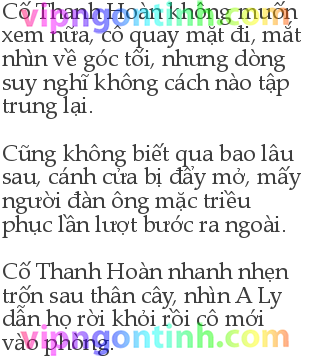 Cố Thanh Hoàn không muốn
xem nữa, cô quay mặt đi, mắt
nhìn về góc tối, nhưng dòng
suy nghĩ không cách nào tập
trung lại.
Cũng không biết qua bao lâu
sau, cánh cửa bị đẩy mở, mấy
người đàn ông mặc triều
phục lần lượt bước ra ngoài.
Cố Thanh Hoàn nhanh nhẹn
trốn sau thân cây, nhìn A Ly
dẫn họ rời khỏi rồi cô mới
vào phòng.
vipngontinh.com
vipngontinh.com